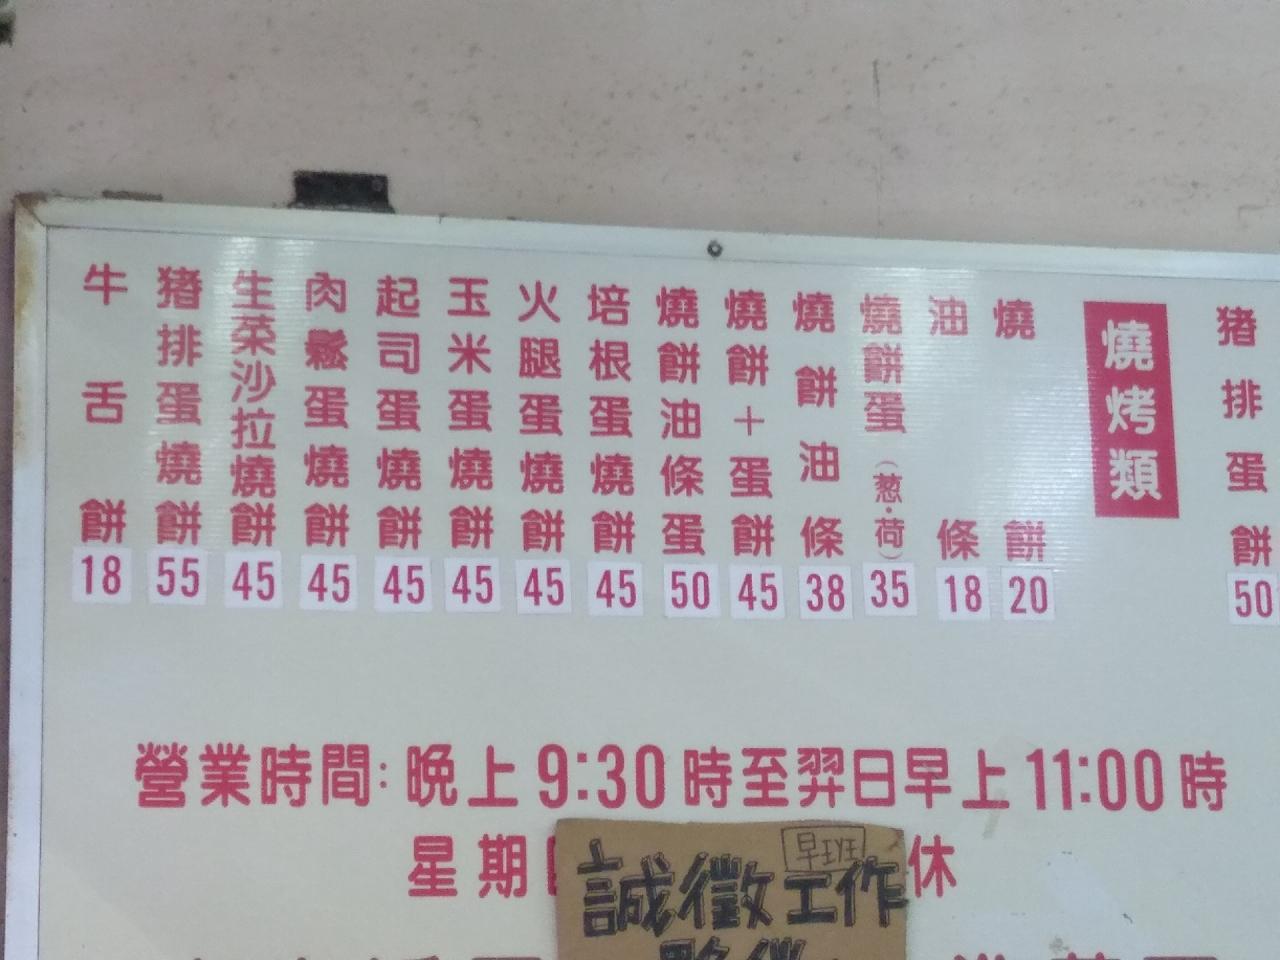 猪排蛋餅 50
燒烤類
燒餅 20
油條 18
燒餅蛋(葱·荷) 35
燒餅油條 38
燒餅+蛋餅 45
燒餅油條蛋 50
培根蛋燒餅 45
火腿蛋燒餅 45
玉米蛋燒餅 45
起司蛋燒餅 45
肉鬆蛋燒餅 45
生菜沙拉燒餅 45
猪排蛋燒餅 55
牛舌餅 18
營業時間:晚上9:30時至翌日早上11:00時
星期 休
早班
誠徵工作
夥伴